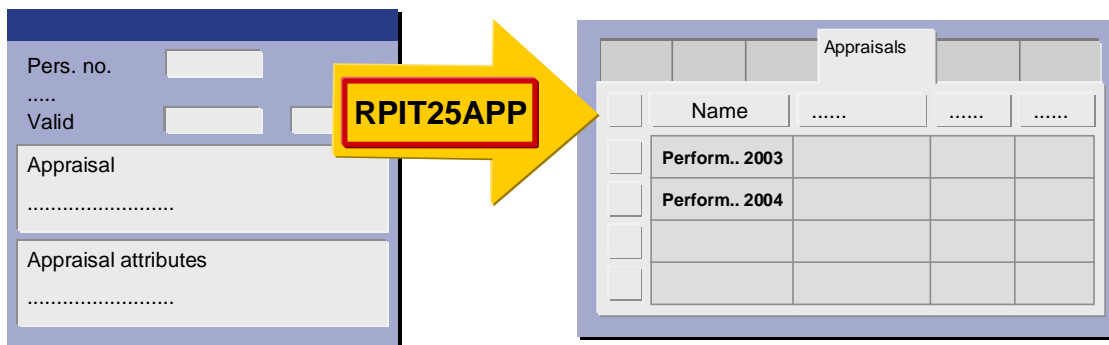 Pers. no.
.....
Valid
Appraisal
.........................
Appraisal attributes
.........................
RPIT25APP
Appraisals
Name ...... ...... ......
Perform.. 2003
Perform.. 2004